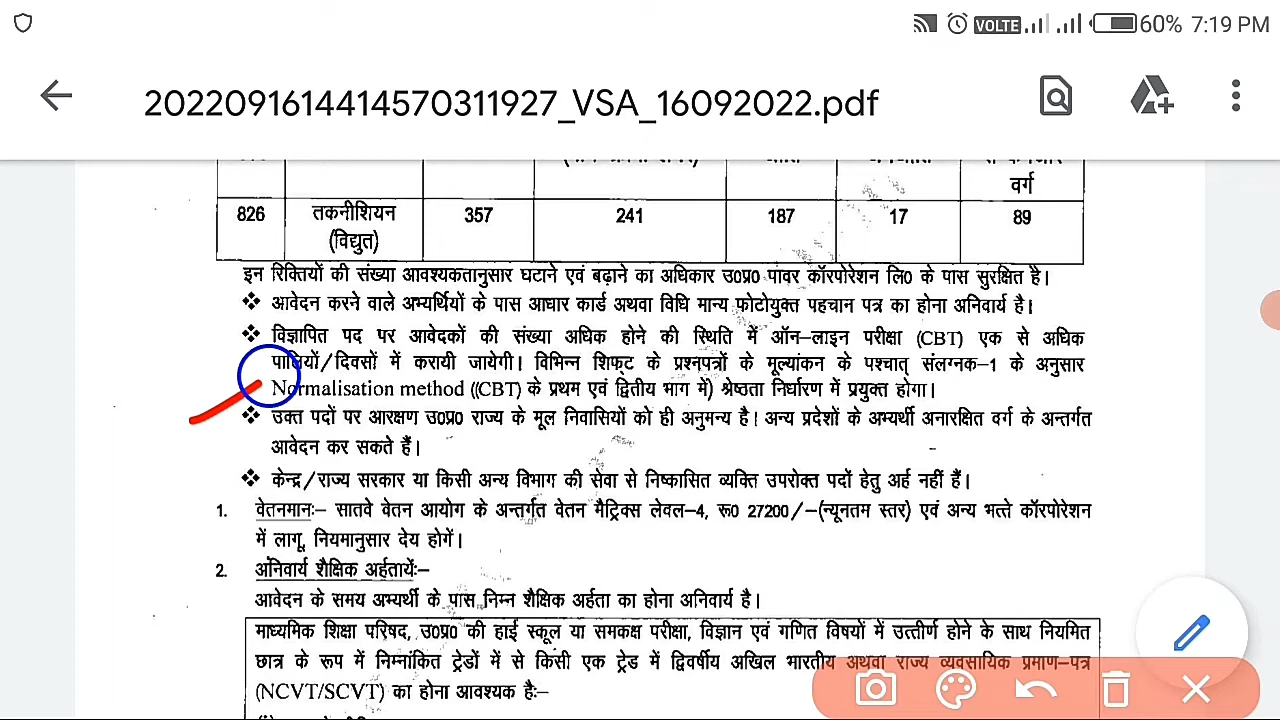 VOLTE 60% 7:19 PM
2022091614414570311927_VSA_16092022.pdf
वर्ग
826 तकनीशियन 357 241 187 17 89
(विद्युत)
इन रिक्तियों की संख्या आवश्यकतानुसार घटाने एवं बढ़ाने का अधिकार उ0प्र0 पावर कॉरपोरेशन लि0 के पास सुरक्षित है।
❖ आवेदन करने वाले अभ्यर्थियों के पास आधार कार्ड अथवा विधि मान्य फोटोयुक्त पहचान पत्र का होना अनिवार्य है।
❖ विज्ञापित पद पर आवेदकों की संख्या अधिक होने की स्थिति में ऑन–लाइन परीक्षा (CBT) एक से अधिक
पालियों/दिवसों में करायी जायेगी। विभिन्न शिफ्ट के प्रश्नपत्रों के मूल्यांकन के पश्चात् संलग्नक–1 के अनुसार
Normalisation method ((CBT) के प्रथम एवं द्वितीय भाग में) श्रेष्ठता निर्धारण में प्रयुक्त होगा।
❖ उक्त पदों पर आरक्षण उ0प्र0 राज्य के मूल निवासियों को ही अनुमन्य है। अन्य प्रदेशों के अभ्यर्थी अनारक्षित वर्ग के अन्तर्गत
आवेदन कर सकते हैं।
❖ केन्द्र/राज्य सरकार या किसी अन्य विभाग की सेवा से निष्कासित व्यक्ति उपरोक्त पदों हेतु अर्ह नहीं हैं।
1. वेतनमानः– सातवे वेतन आयोग के अन्तर्गत वेतन मैट्रिक्स लेवल–4, रू0 27200/–(न्यूनतम स्तर) एवं अन्य भत्ते कॉरपोरेशन
में लागू, नियमानुसार देय होगें।
2. अनिवार्य शैक्षिक अर्हतायेंः–
आवेदन के समय अभ्यर्थी के पास निम्न शैक्षिक अर्हता का होना अनिवार्य है।
माध्यमिक शिक्षा परिषद, उ0प्र0 की हाई स्कूल या समकक्ष परीक्षा, विज्ञान एवं गणित विषयों में उत्तीर्ण होने के साथ नियमित
छात्र के रूप में निम्नांकित ट्रेडों में से किसी एक ट्रेड में द्विवर्षीय अखिल भारतीय अथवा राज्य व्यवसायिक प्रमाण–पत्र
(NCVT/SCVT) का होना आवश्यक हैः–